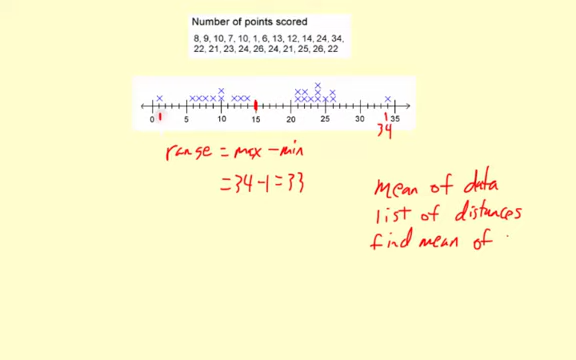 Number of points scored
8, 9, 10, 7, 10, 1, 6, 13, 12, 14, 24, 34,
22, 21, 23, 24, 26, 24, 21, 25, 26, 22
0 5 10 15 20 25 30 35
34
range = max - min
= 34 - 1 = 33
mean of data
list of distances
find mean of